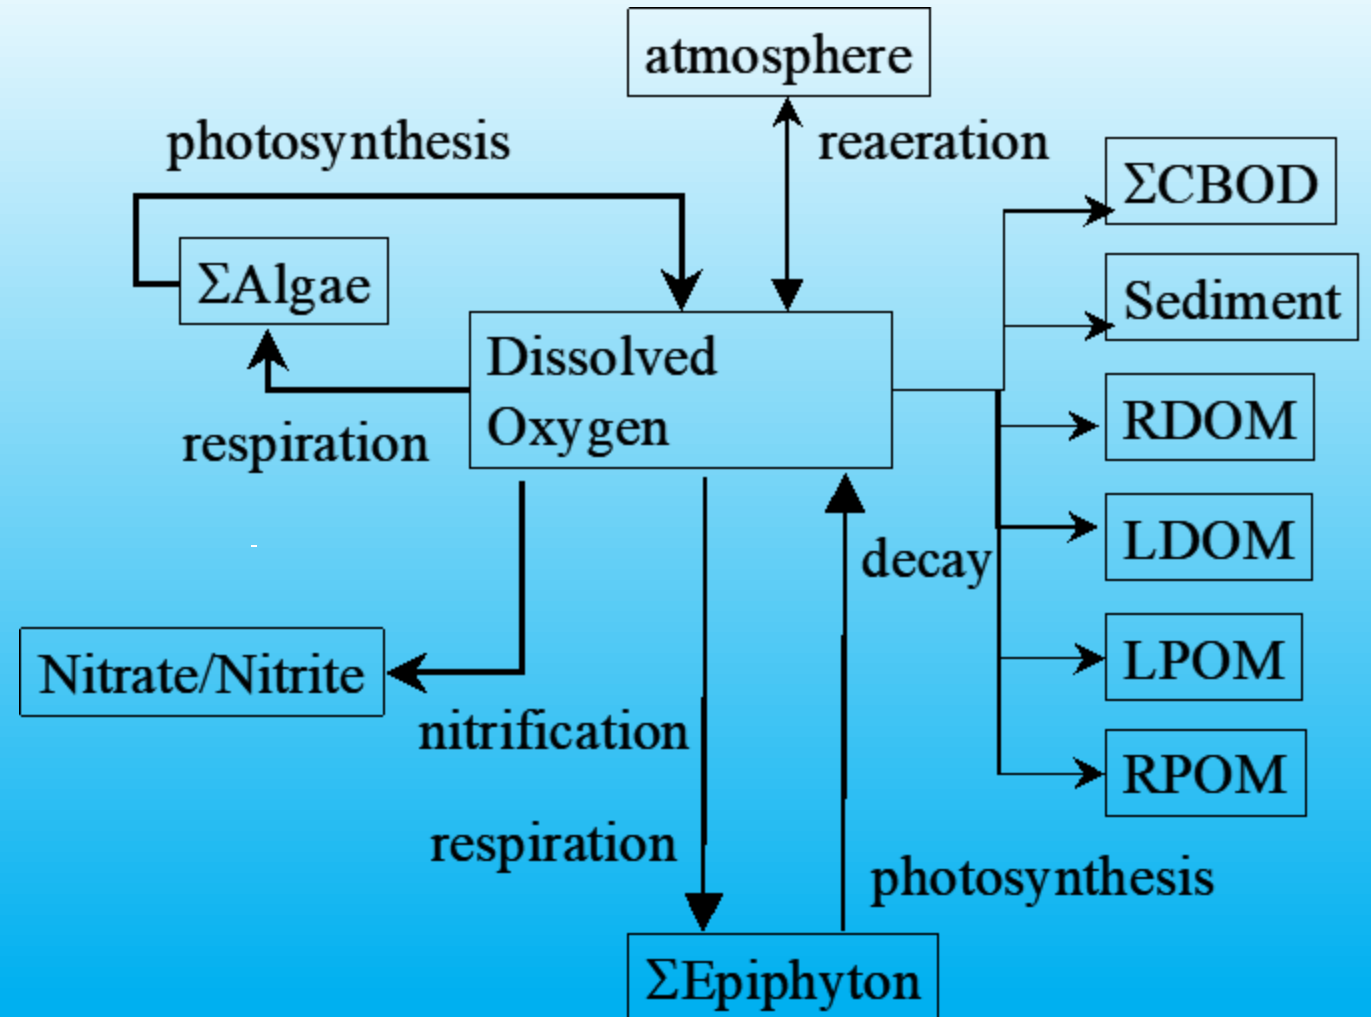 atmosphere
photosynthesis
reaeration
ΣCBOD
ΣAlgae
Sediment
Dissolved
Oxygen
RDOM
respiration
LDOM
decay
LPOM
Nitrate/Nitrite
nitrification
RPOM
respiration
photosynthesis
ΣEpiphyton